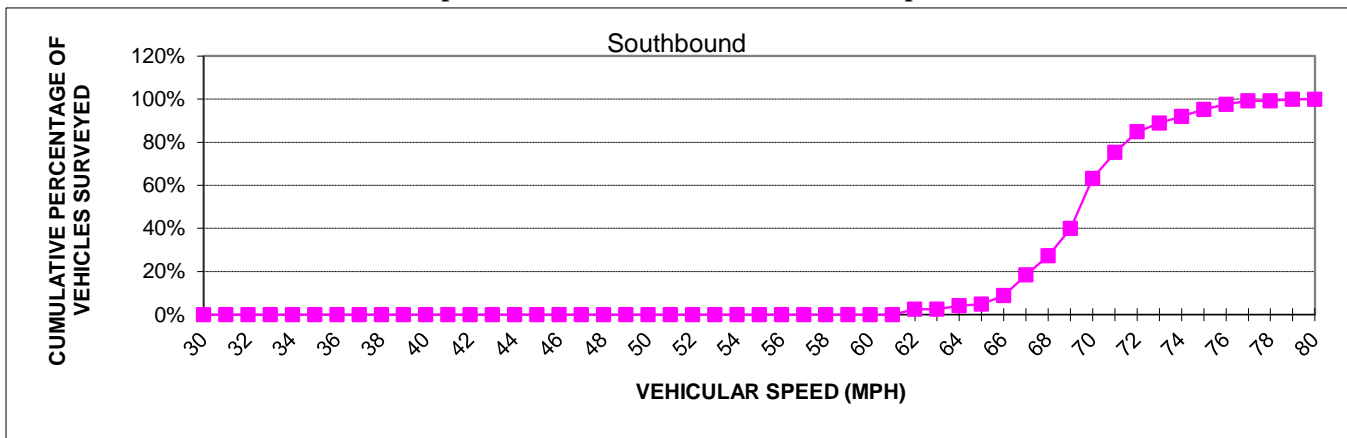 Southbound
CUMULATIVE PERCENTAGE OF
VEHICLES SURVEYED
120%
100%
80%
60%
40%
20%
0%
30 32 34 36 38 40 42 44 46 48 50 52 54 56 58 60 62 64 66 68 70 72 74 76 78 80
VEHICULAR SPEED (MPH)